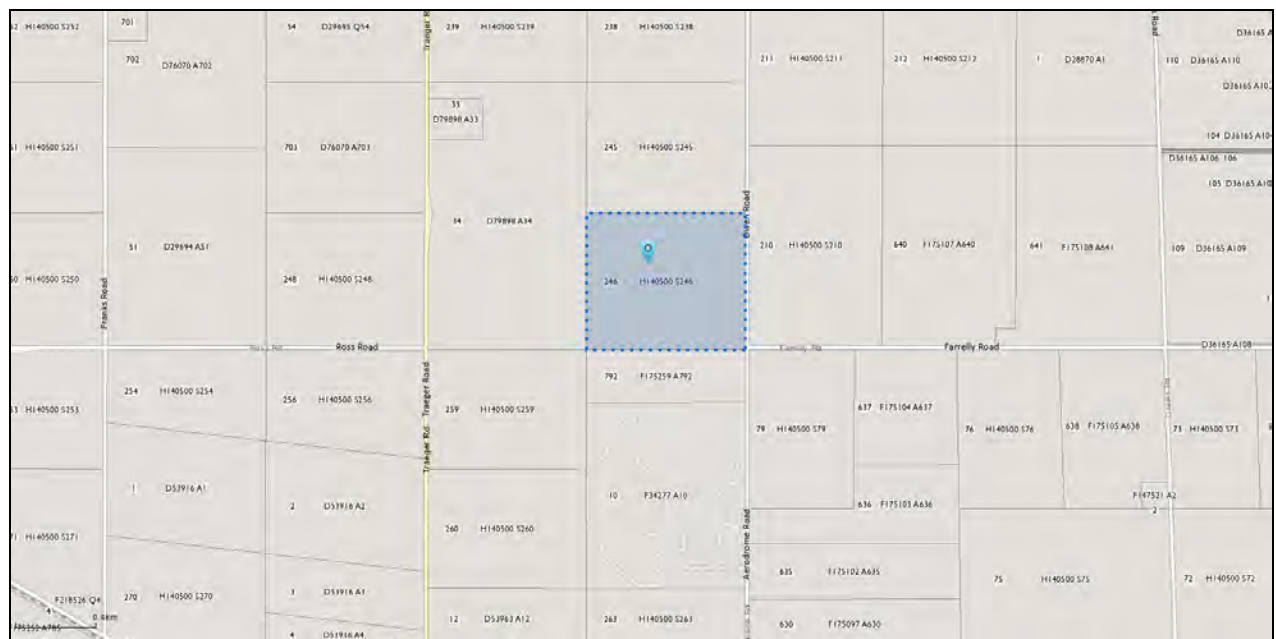 701
54 D29695 Q54
239 H140500 S239
238 H140500 S238
D36165 A
H140500 S252
702 D76070 A702
211 H140500 S211
212 H140500 S212
1 D28870 A1
110 D36165 A110
33
D79898 A33
104 D36165 A104
H140500 S251
703 D76070 A703
245 H140500 S245
D36165 A106 106
Owen Road
34 D79898 A34
51 D29694 A51
210 H140500 S210
640 F175107 A640
641 F175108 A641
109 D36165 A109
H140500 S250
248 H140500 S248
246 H140500 S246
Franks Road
Ross Road
Farrelly Road
D36165 A108
792 F175259 A792
254 H140500 S254
256 H140500 S256
Traeger Road
259 H140500 S259
637 F175104 A637
H140500 S253
79 H140500 S79
76 H140500 S76
638 F175105 A638
73 H140500 S73
Traeger Rd
1 D53916 A1
2 D53916 A2
10 F34277 A10
F147521 A2
2
636 F175103 A636
260 H140500 S260
Aerodrome Road
H140500 S271
635 F175102 A635
75 H140500 S75
72 H140500 S72
F218526 Q4
4
270 H140500 S270
3 D53916 A3
0.4km
12 D53963 A12
263 H140500 S263
630 F175097 A630
4 D53916 A4